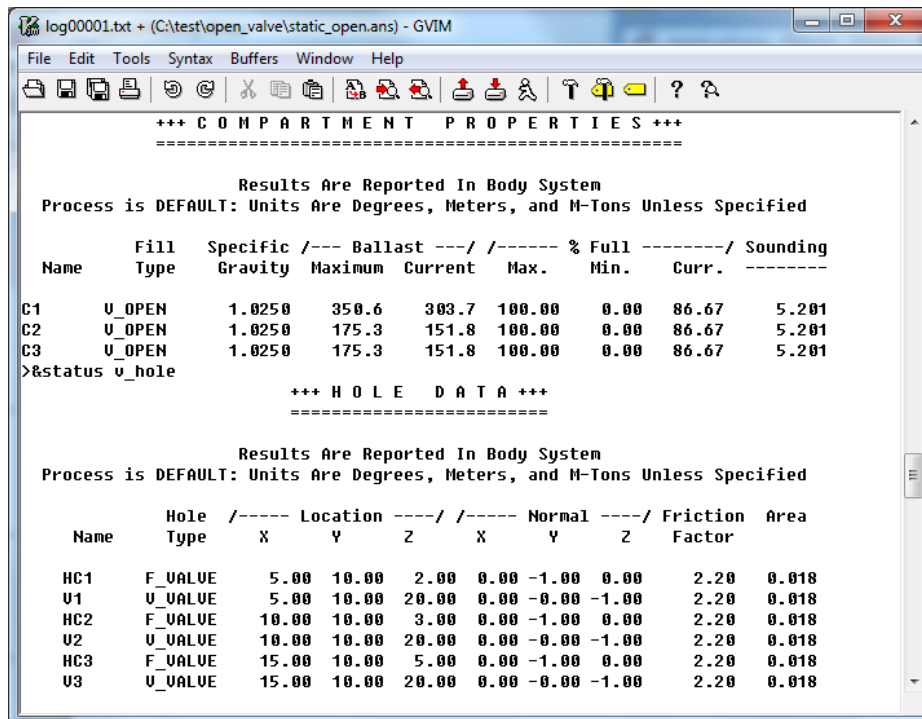 log00001.txt + (C:\test\open_valve\static_open.ans) - GVIM
File Edit Tools Syntax Buffers Window Help
+++ C O M P A R T M E N T P R O P E R T I E S +++
====================================================
Results Are Reported In Body System
Process is DEFAULT: Units Are Degrees, Meters, and M-Tons Unless Specified
Fill Specific /--- Ballast ---/ /------ % Full --------/ Sounding
Name Type Gravity Maximum Current Max. Min. Curr. --------
C1 V_OPEN 1.0250 350.6 303.7 100.00 0.00 86.67 5.201
C2 V_OPEN 1.0250 175.3 151.8 100.00 0.00 86.67 5.201
C3 V_OPEN 1.0250 175.3 151.8 100.00 0.00 86.67 5.201
>&status v_hole
+++ H O L E D A T A +++
==========================
Results Are Reported In Body System
Process is DEFAULT: Units Are Degrees, Meters, and M-Tons Unless Specified
Hole /----- Location ----/ /----- Normal ----/ Friction Area
Name Type X Y Z X Y Z Factor
HC1 F_VALVE 5.00 10.00 2.00 0.00 -1.00 0.00 2.20 0.018
V1 V_VALVE 5.00 10.00 20.00 0.00 -0.00 -1.00 2.20 0.018
HC2 F_VALVE 10.00 10.00 3.00 0.00 -1.00 0.00 2.20 0.018
V2 V_VALVE 10.00 10.00 20.00 0.00 -0.00 -1.00 2.20 0.018
HC3 F_VALVE 15.00 10.00 5.00 0.00 -1.00 0.00 2.20 0.018
V3 V_VALVE 15.00 10.00 20.00 0.00 -0.00 -1.00 2.20 0.018